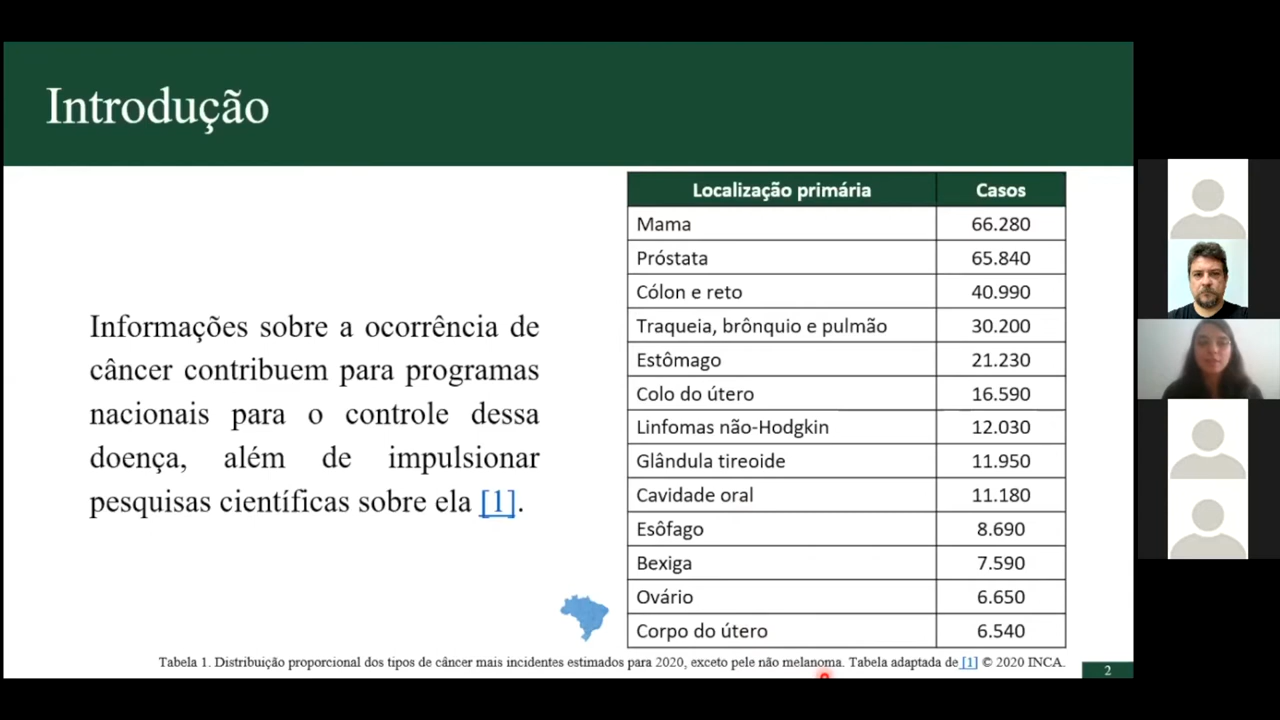 Introdução
Informações sobre a ocorrência de
câncer contribuem para programas
nacionais para o controle dessa
doença, além de impulsionar
pesquisas científicas sobre ela [1].
Localização primária Casos
Mama 66.280
Próstata 65.840
Cólon e reto 40.990
Traqueia, brônquio e pulmão 30.200
Estômago 21.230
Colo do útero 16.590
Linfomas não-Hodgkin 12.030
Glândula tireoide 11.950
Cavidade oral 11.180
Esôfago 8.690
Bexiga 7.590
Ovário 6.650
Corpo do útero 6.540
Tabela 1. Distribuição proporcional dos tipos de câncer mais incidentes estimados para 2020, exceto pele não melanoma. Tabela adaptada de [1] © 2020 INCA.
2